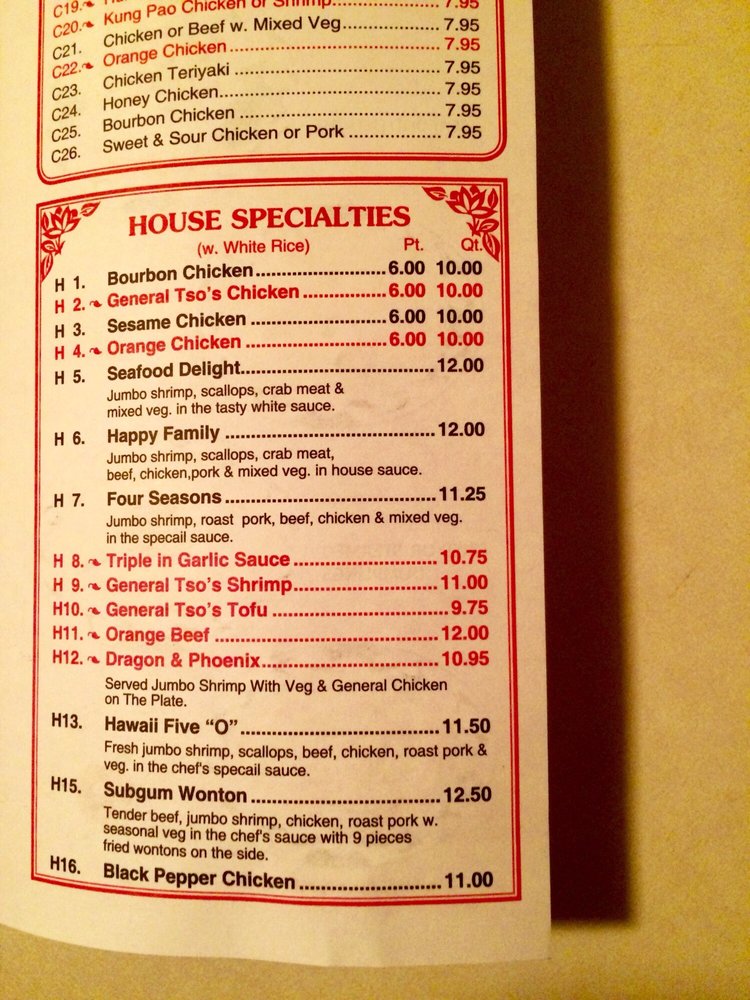 C19.
C20. Kung Pao Chicken or Shrimp 7.95
C21. Chicken or Beef w. Mixed Veg 7.95
C22. Orange Chicken 7.95
C23. Chicken Teriyaki 7.95
C24. Honey Chicken 7.95
C25. Bourbon Chicken 7.95
C26. Sweet & Sour Chicken or Pork 7.95
HOUSE SPECIALTIES
(w. White Rice) Pt. Qt.
H 1. Bourbon Chicken 6.00 10.00
H 2. General Tso's Chicken 6.00 10.00
H 3. Sesame Chicken 6.00 10.00
H 4. Orange Chicken 6.00 10.00
H 5. Seafood Delight 12.00
Jumbo shrimp, scallops, crab meat &
mixed veg. in the tasty white sauce.
H 6. Happy Family 12.00
Jumbo shrimp, scallops, crab meat,
beef, chicken,pork & mixed veg. in house sauce.
H 7. Four Seasons 11.25
Jumbo shrimp, roast pork, beef, chicken & mixed veg.
in the specail sauce.
H 8. Triple in Garlic Sauce 10.75
H 9. General Tso's Shrimp 11.00
H10. General Tso's Tofu 9.75
H11. Orange Beef 12.00
H12. Dragon & Phoenix 10.95
Served Jumbo Shrimp With Veg & General Chicken
on The Plate.
H13. Hawaii Five “O” 11.50
Fresh jumbo shrimp, scallops, beef, chicken, roast pork &
veg. in the chef's specail sauce.
H15. Subgum Wonton 12.50
Tender beef, jumbo shrimp, chicken, roast pork w.
seasonal veg in the chef's sauce with 9 pieces
fried wontons on the side.
H16. Black Pepper Chicken 11.00